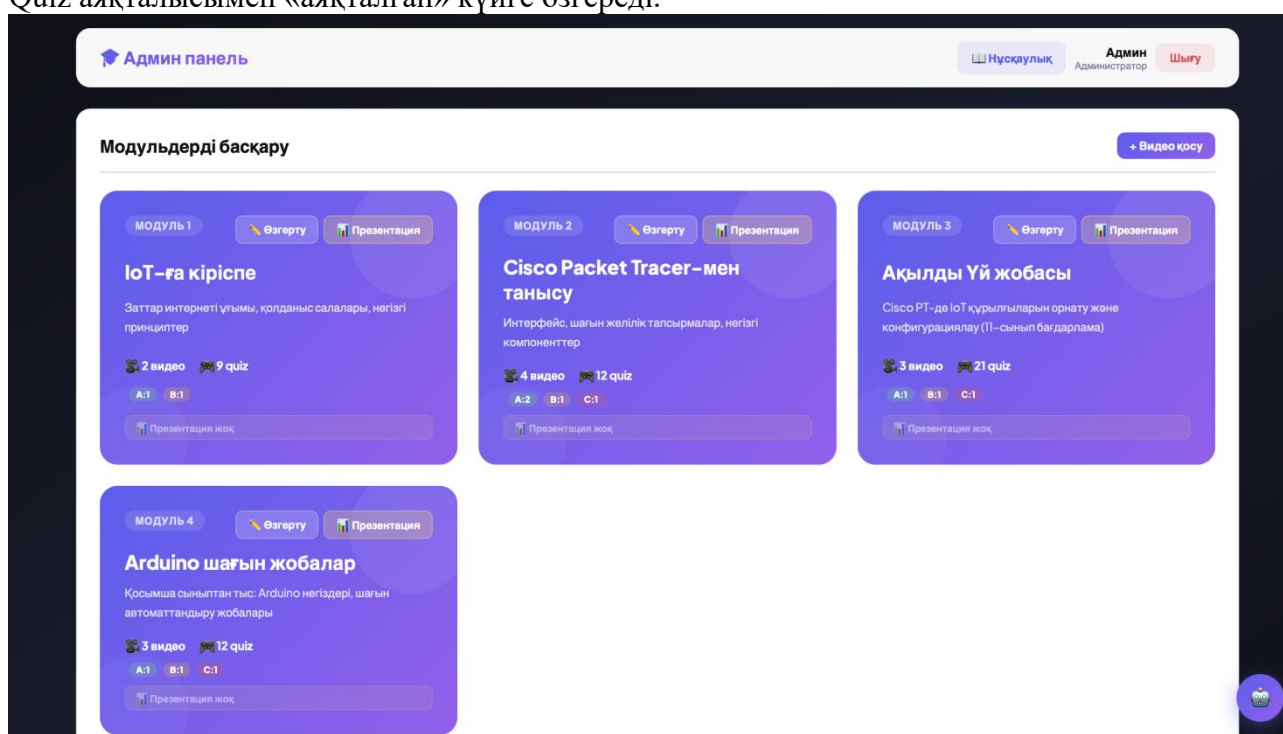 Quiz аяқталысымен «аяқталған» күйге өзгереді.
Админ панель
Нұсқаулық
Админ
Администратор
Шығу
Модульдерді басқару
+ Видео қосу
МОДУЛЬ 1
Өзгерту
Презентация
IoT-ға кіріспе
Заттар интернеті ұғымы, қолданыс салалары, негізгі
принциптер
2 видео 9 quiz
A:1 B:1
Презентация жоқ
МОДУЛЬ 2
Өзгерту
Презентация
Cisco Packet Tracer-мен
танысу
Интерфейс, шағын желілік тапсырмалар, негізгі
компоненттер
4 видео 12 quiz
A:2 B:1 C:1
Презентация жоқ
МОДУЛЬ 3
Өзгерту
Презентация
Ақылды Үй жобасы
Cisco PT-де IoT құрылғыларын орнату және
конфигурациялау (11-сынып бағдарлама)
3 видео 21 quiz
A:1 B:1 C:1
Презентация жоқ
МОДУЛЬ 4
Өзгерту
Презентация
Arduino шағын жобалар
Қосымша сыныптан тыс: Arduino негіздері, шағын
автоматтандыру жобалары
3 видео 12 quiz
A:1 B:1 C:1
Презентация жоқ